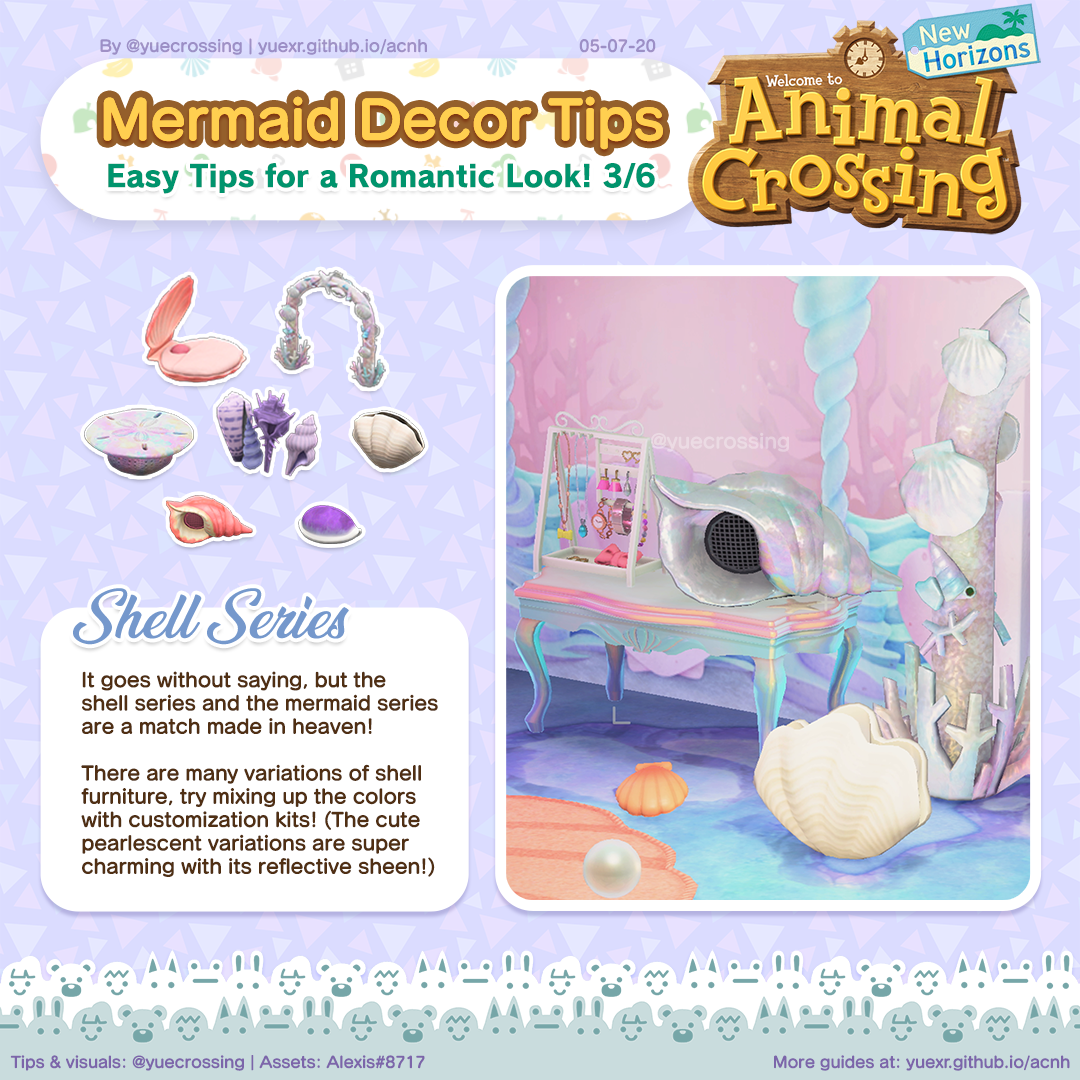 By @yuecrossing | yuexr.github.io/acnh
05-07-20
Mermaid Decor Tips
Easy Tips for a Romantic Look! 3/6
Welcome to
Animal
Crossing
New
Horizons
@yuecrossing
Shell Series
It goes without saying, but the
shell series and the mermaid series
are a match made in heaven!
There are many variations of shell
furniture, try mixing up the colors
with customization kits! (The cute
pearlescent variations are super
charming with its reflective sheen!)
Tips & visuals: @yuecrossing | Assets: Alexis#8717
More guides at: yuexr.github.io/acnh